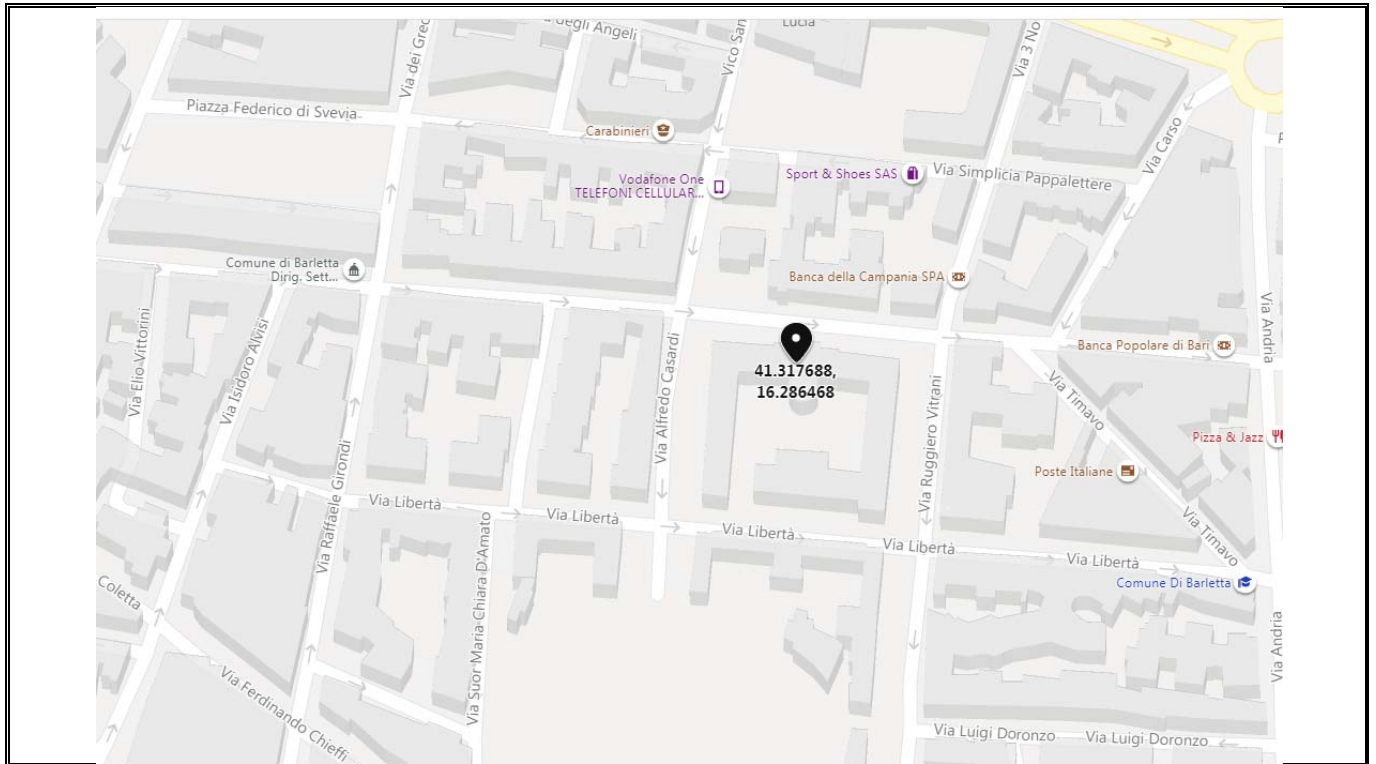 degli Angeli
Lucia
Via dei Grec
Vico San
Via 3 No
Piazza Federico di Svevia
Carabinieri
Via Carso
Sport & Shoes SAS
Via Simplicia Pappalettere
Vodafone One
TELEFONI CELLULAR...
Comune di Barletta
Dirig. Sett...
Banca della Campania SPA
Via Elio Vittorini
Via Isidoro Alvisi
Via Andria
Banca Popolare di Bari
41.317688,
16.286468
Via Alfredo Casardi
Via Ruggiero Vitrani
Via Timavo
Pizza & Jazz
Poste Italiane
Via Raffaele Girondi
Via Libertà
Via Libertà
Via Libertà
Via Libertà
Via Libertà
Via Timavo
Coletta
Via Suor Maria Chiara D'Amato
Comune Di Barletta
Via Andria
Via Ferdinando Chieffi
Via Luigi Doronzo
Via Luigi Doronzo